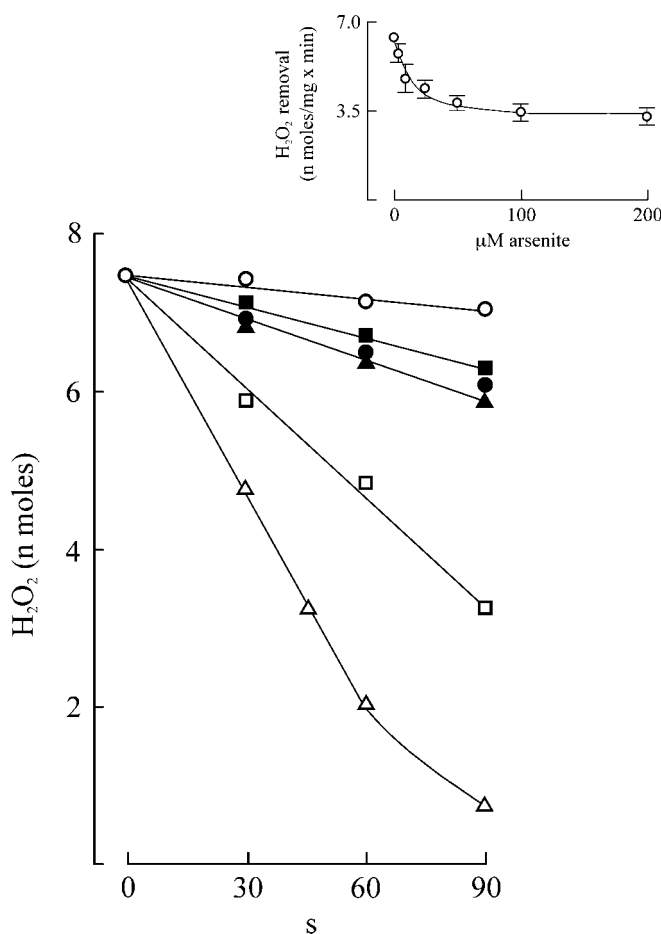 7.0
3.5
H₂O₂ removal
(n moles/mg x min)
0 100 200
μM arsenite
8
6
4
2
H₂O₂ (n moles)
0 30 60 90
s